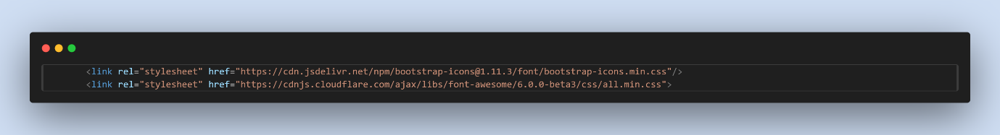 <link rel="stylesheet" href="https://cdn.jsdelivr.net/npm/bootstrap-icons@1.11.3/font/bootstrap-icons.min.css"/>
<link rel="stylesheet" href="https://cdnjs.cloudflare.com/ajax/libs/font-awesome/6.0.0-beta3/css/all.min.css">